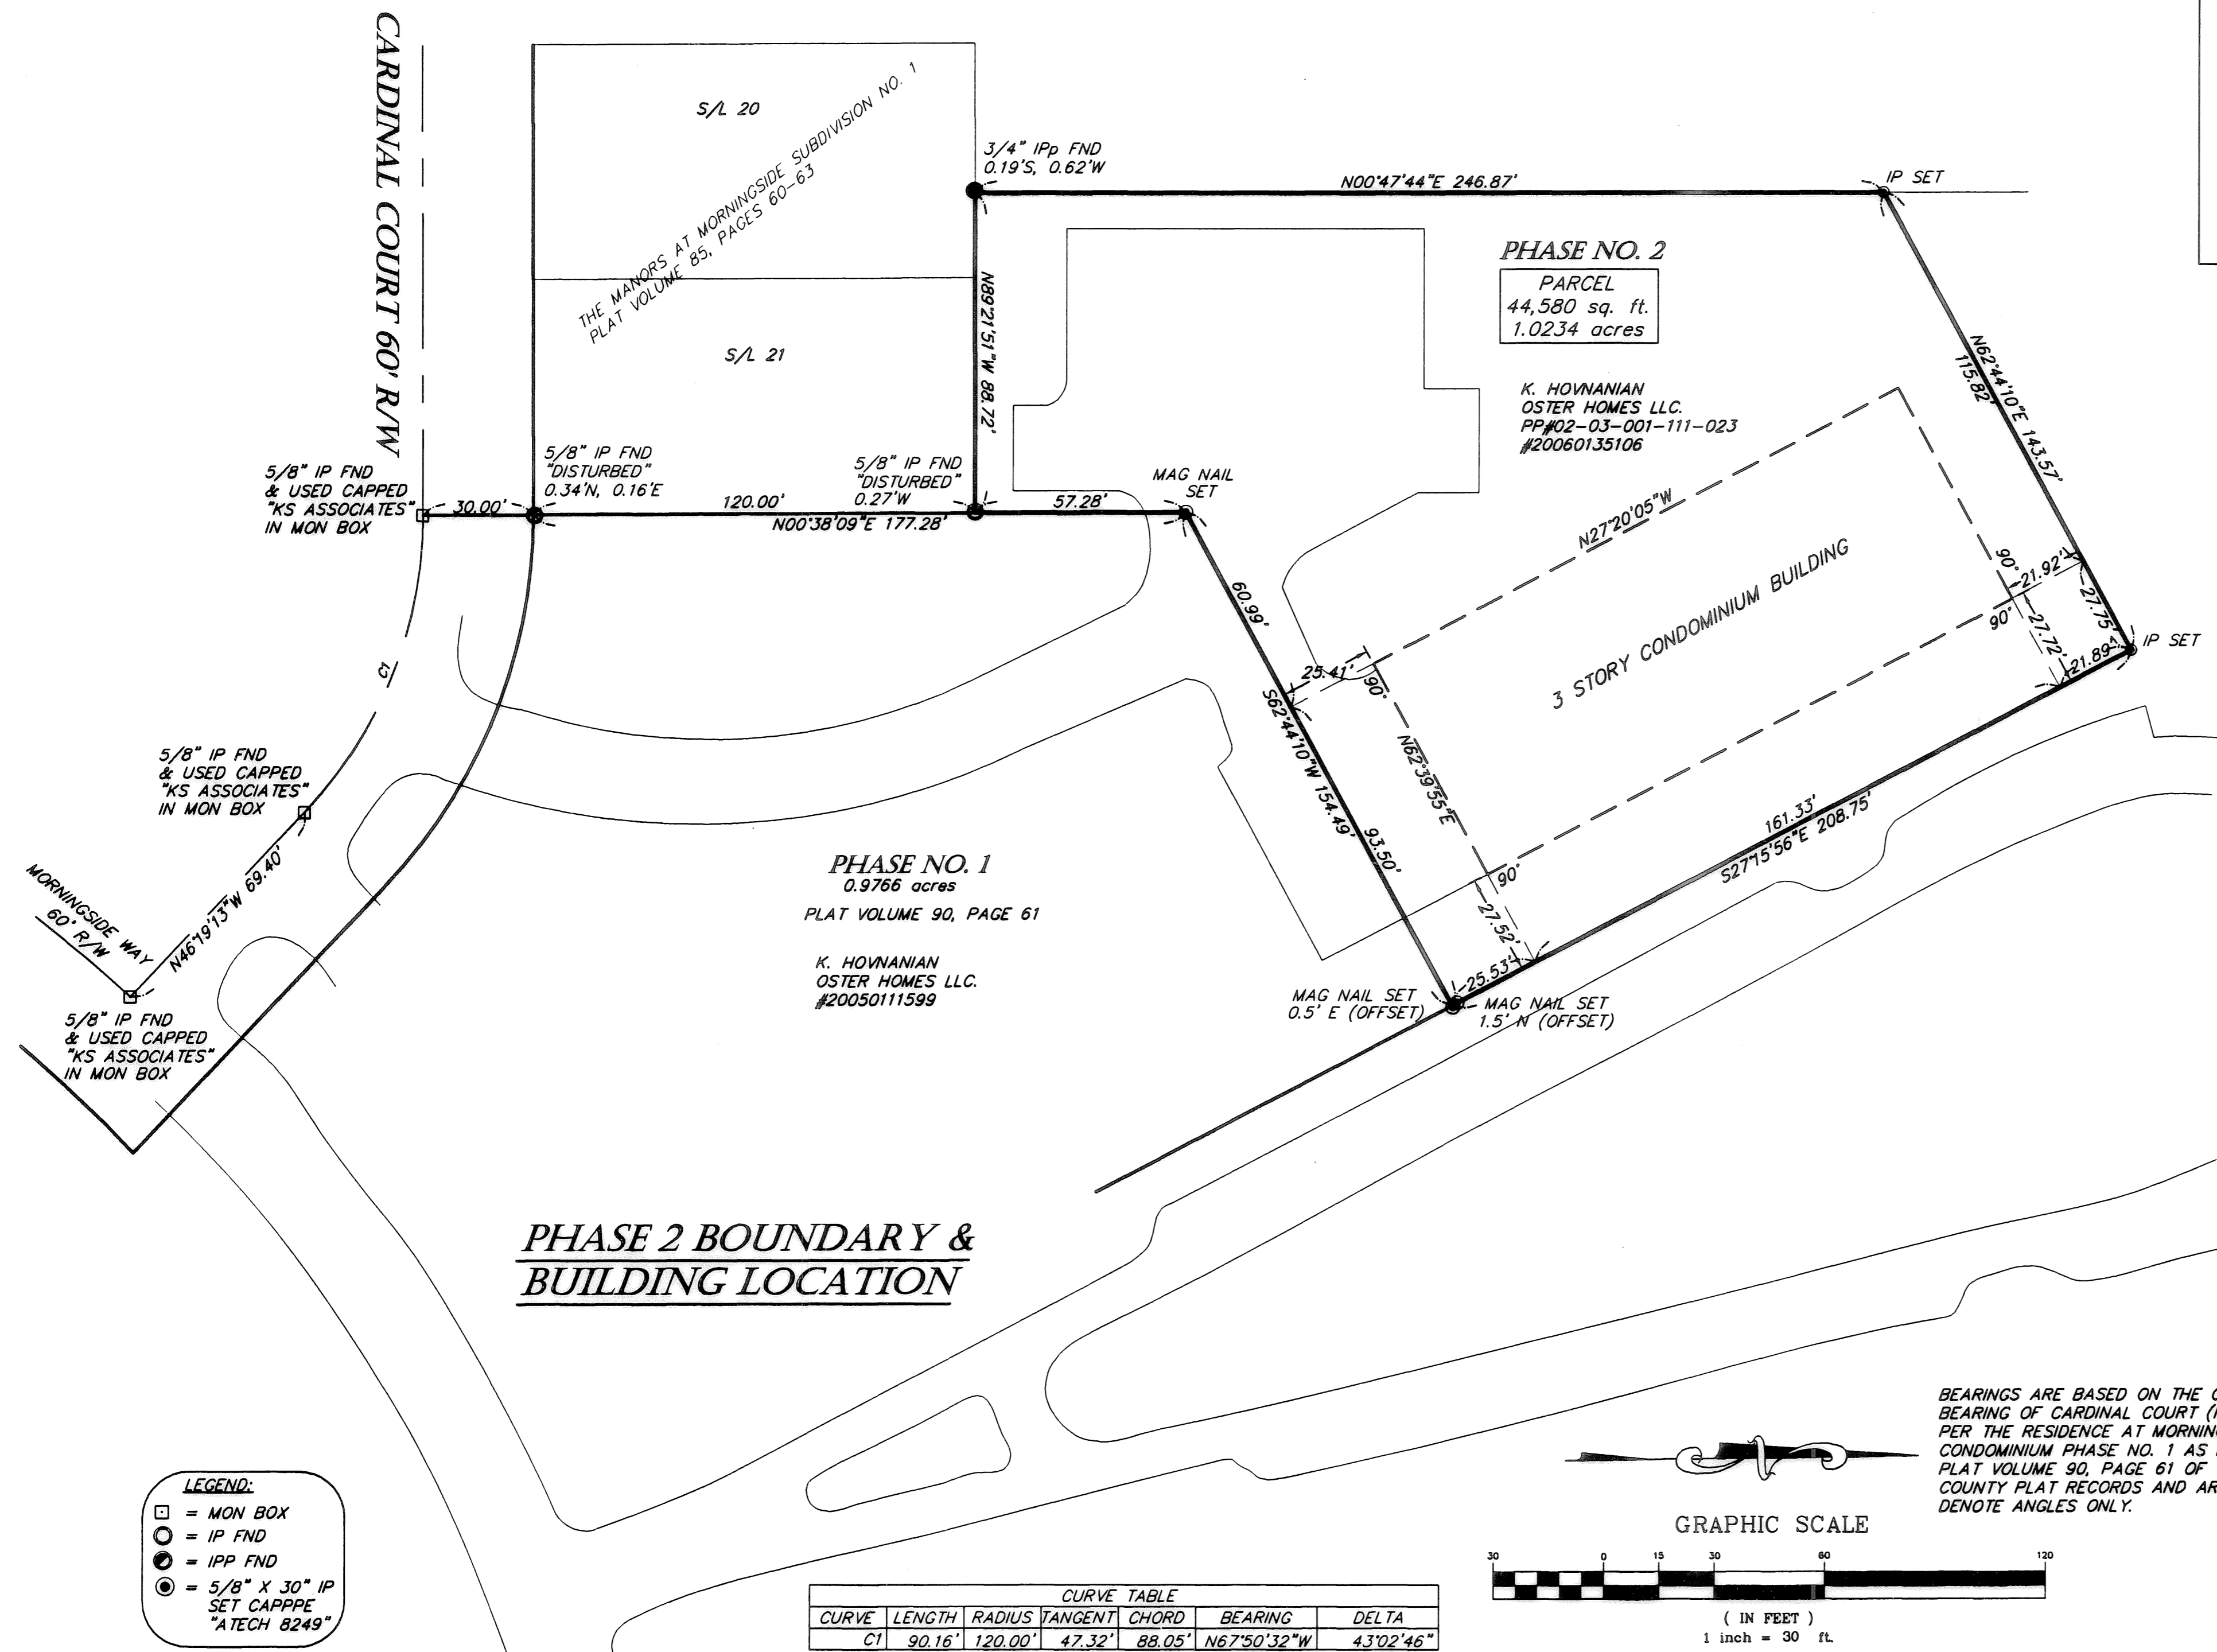 CARDINAL COURT 60' R/W
S/L 20
THE MANORS AT MORNINGSIDE SUBDIVISION NO. 1
PLAT VOLUME 85, PAGES 60-63
S/L 21
3/4" IPp FND
0.19'S, 0.62'W
N00°47'44"E 246.87'
IP SET
PHASE NO. 2
PARCEL
44,580 sq. ft.
1.0234 acres
K. HOVNANIAN
OSTER HOMES LLC.
PP#02-03-001-111-023
#20060135106
N89°21'51"W 88.72'
N62°44'10"E 143.57'
115.82'
5/8" IP FND
& USED CAPPED
"KS ASSOCIATES"
IN MON BOX
30.00'
5/8" IP FND
"DISTURBED"
0.34'N, 0.16'E
120.00'
N00°38'09"E 177.28'
5/8" IP FND
"DISTURBED"
0.27'W
57.28'
MAG NAIL
SET
60.99'
N27°20'05"W
3 STORY CONDOMINIUM BUILDING
90°
21.92'
27.75'
90°
27.72'
21.89'
IP SET
25.41'
90°
S62°44'10"W 154.49'
93.50'
N62°39'55"E
90°
27.52'
161.33'
S27°15'56"E 208.75'
25.53'
MAG NAIL SET
0.5' E (OFFSET)
MAG NAIL SET
1.5' N (OFFSET)
C1
5/8" IP FND
& USED CAPPED
"KS ASSOCIATES"
IN MON BOX
N46°19'13"W 69.40'
MORNINGSIDE WAY
60' R/W
5/8" IP FND
& USED CAPPED
"KS ASSOCIATES"
IN MON BOX
PHASE NO. 1
0.9766 acres
PLAT VOLUME 90, PAGE 61
K. HOVNANIAN
OSTER HOMES LLC.
#20050111599
PHASE 2 BOUNDARY &
BUILDING LOCATION
BEARINGS ARE BASED ON THE
BEARING OF CARDINAL COURT
PER THE RESIDENCE AT
CONDOMINIUM PHASE NO. 1 AS
PLAT VOLUME 90, PAGE 61 OF
COUNTY PLAT RECORDS AND
DENOTE ANGLES ONLY.
N
GRAPHIC SCALE
30 0 15 30 60 120
( IN FEET )
1 inch = 30 ft.
LEGEND:
= MON BOX
= IP FND
= IPP FND
= 5/8" X 30" IP
SET CAPPPE
"ATECH 8249"
CURVE TABLE
CURVE LENGTH RADIUS TANGENT CHORD BEARING DELTA
C1 90.16' 120.00' 47.32' 88.05' N67°50'32"W 43°02'46"